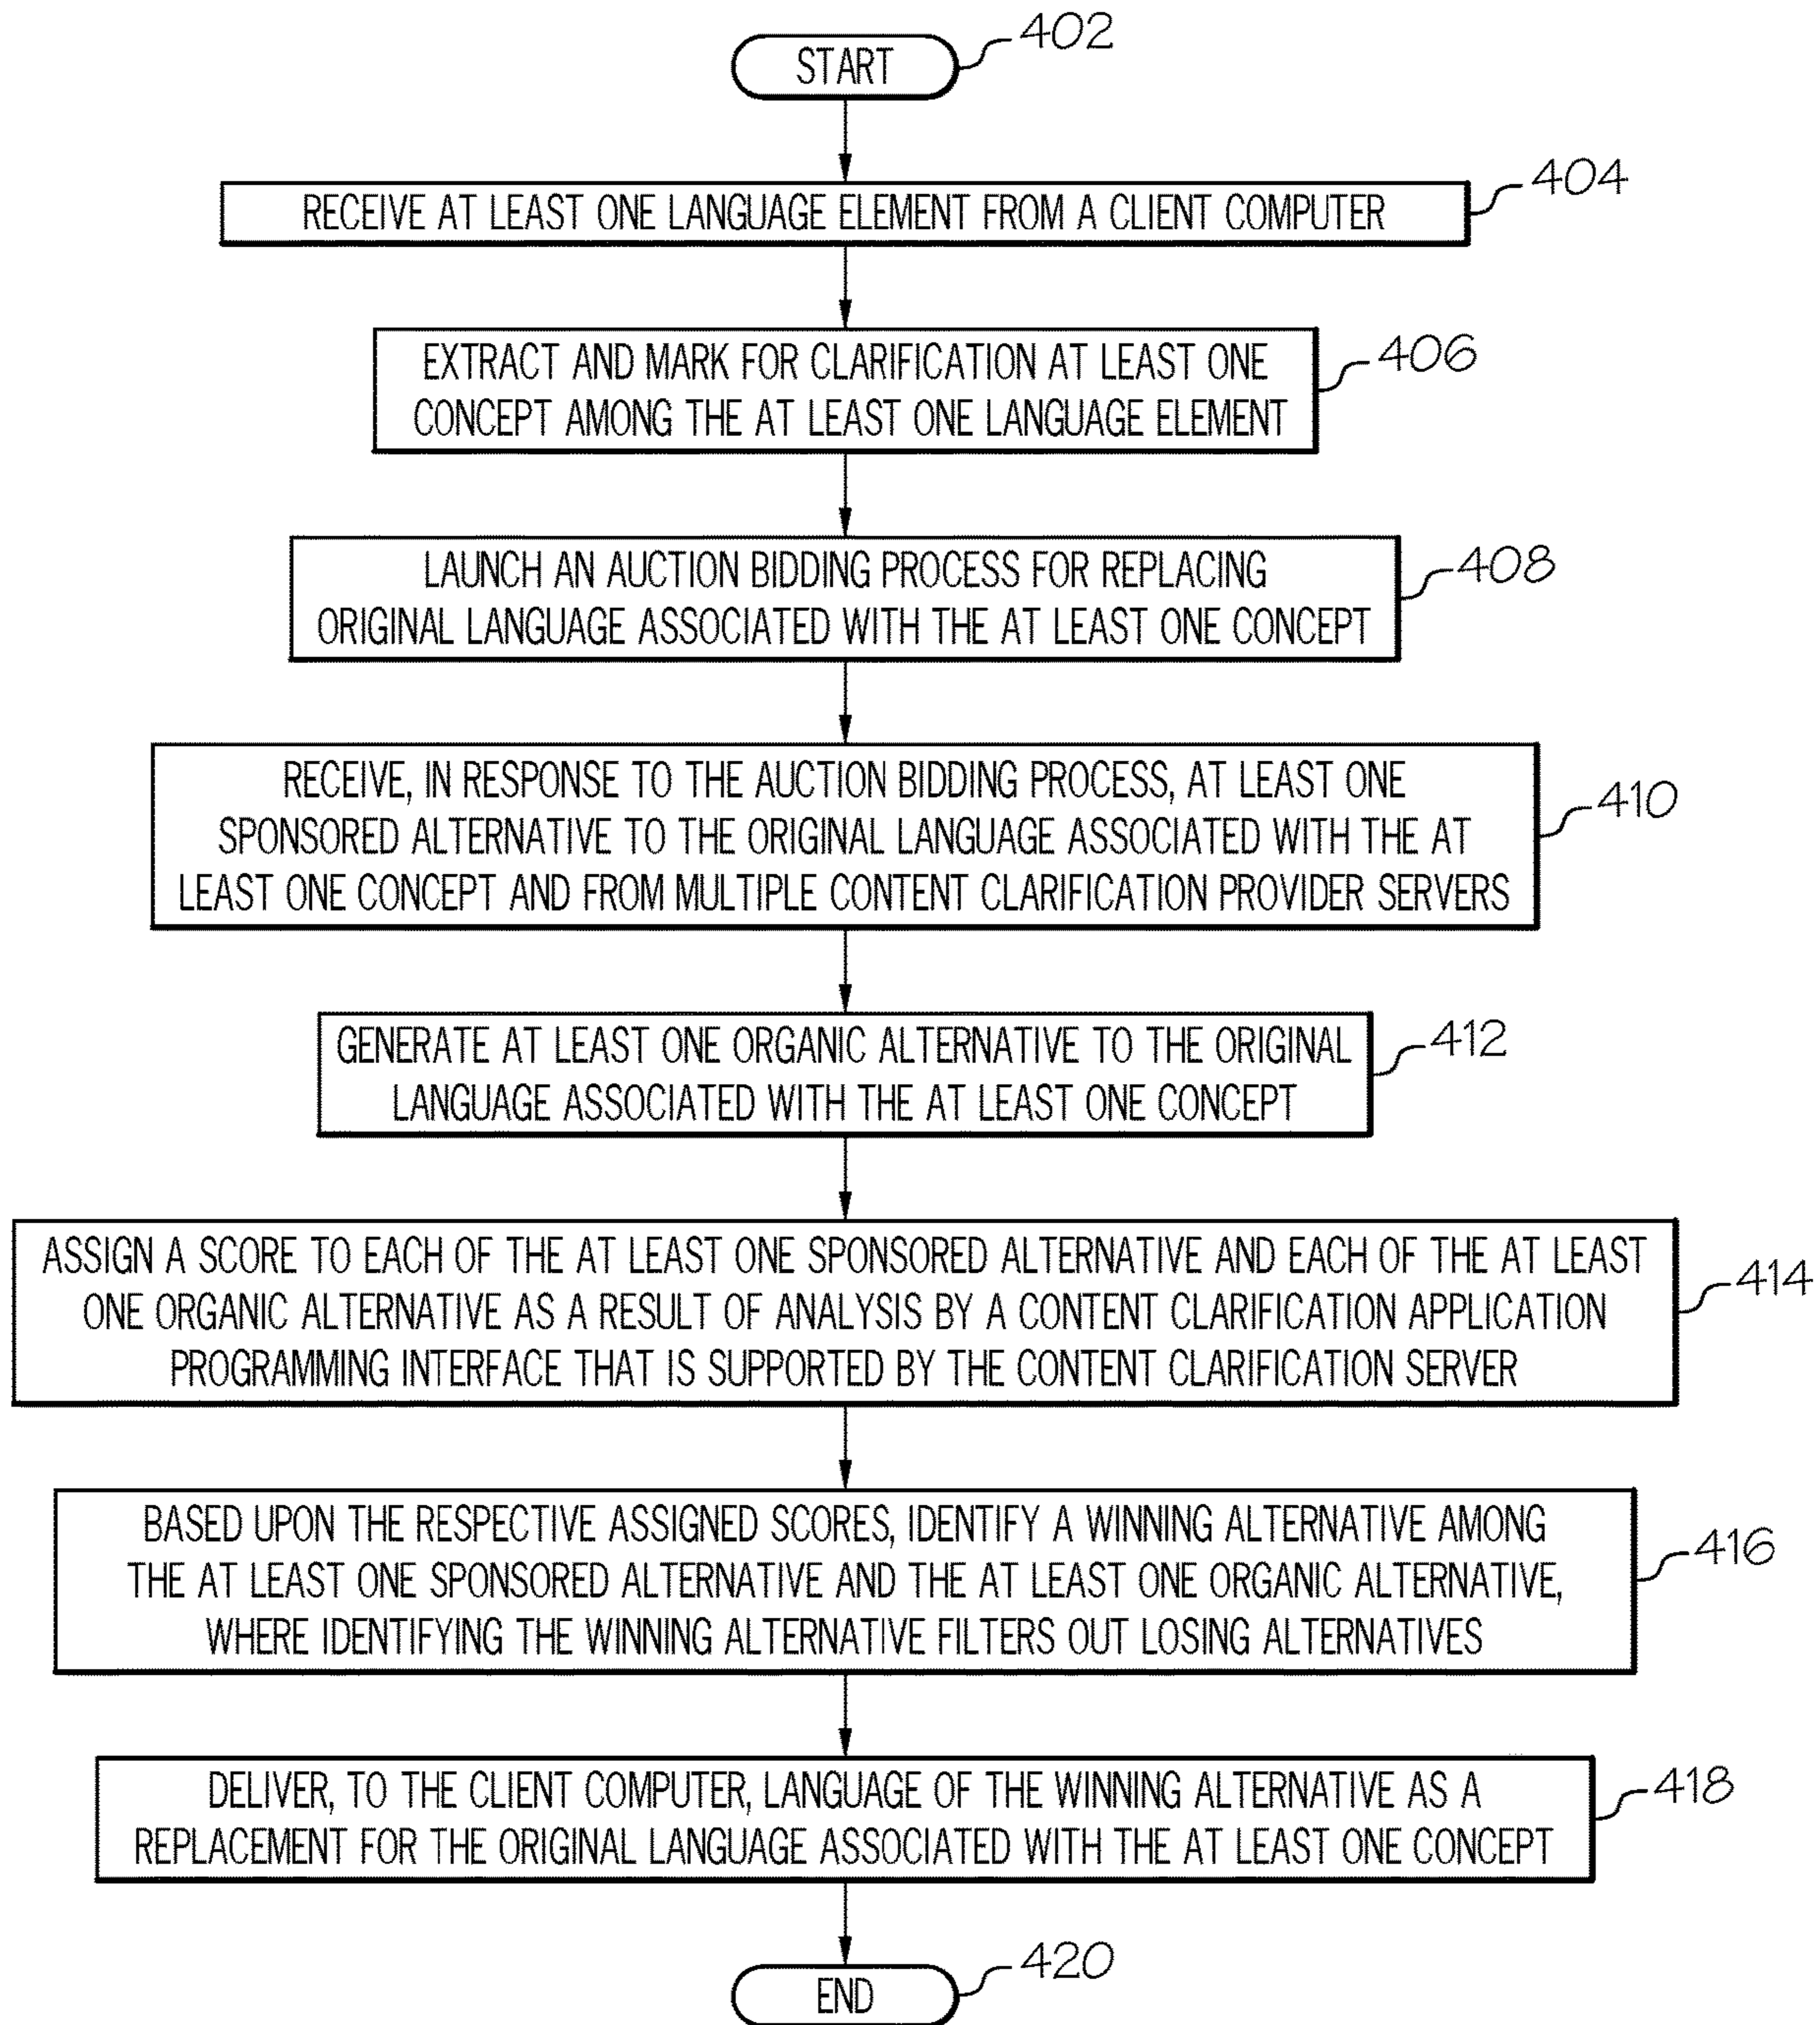 START
402
RECEIVE AT LEAST ONE LANGUAGE ELEMENT FROM A CLIENT COMPUTER
404
EXTRACT AND MARK FOR CLARIFICATION AT LEAST ONE
CONCEPT AMONG THE AT LEAST ONE LANGUAGE ELEMENT
406
LAUNCH AN AUCTION BIDDING PROCESS FOR REPLACING
ORIGINAL LANGUAGE ASSOCIATED WITH THE AT LEAST ONE CONCEPT
408
RECEIVE, IN RESPONSE TO THE AUCTION BIDDING PROCESS, AT LEAST ONE
SPONSORED ALTERNATIVE TO THE ORIGINAL LANGUAGE ASSOCIATED WITH THE AT
LEAST ONE CONCEPT AND FROM MULTIPLE CONTENT CLARIFICATION PROVIDER SERVERS
410
GENERATE AT LEAST ONE ORGANIC ALTERNATIVE TO THE ORIGINAL
LANGUAGE ASSOCIATED WITH THE AT LEAST ONE CONCEPT
412
ASSIGN A SCORE TO EACH OF THE AT LEAST ONE SPONSORED ALTERNATIVE AND EACH OF THE AT LEAST
ONE ORGANIC ALTERNATIVE AS A RESULT OF ANALYSIS BY A CONTENT CLARIFICATION APPLICATION
PROGRAMMING INTERFACE THAT IS SUPPORTED BY THE CONTENT CLARIFICATION SERVER
414
BASED UPON THE RESPECTIVE ASSIGNED SCORES, IDENTIFY A WINNING ALTERNATIVE AMONG
THE AT LEAST ONE SPONSORED ALTERNATIVE AND THE AT LEAST ONE ORGANIC ALTERNATIVE,
WHERE IDENTIFYING THE WINNING ALTERNATIVE FILTERS OUT LOSING ALTERNATIVES
416
DELIVER, TO THE CLIENT COMPUTER, LANGUAGE OF THE WINNING ALTERNATIVE AS A
REPLACEMENT FOR THE ORIGINAL LANGUAGE ASSOCIATED WITH THE AT LEAST ONE CONCEPT
418
END
420